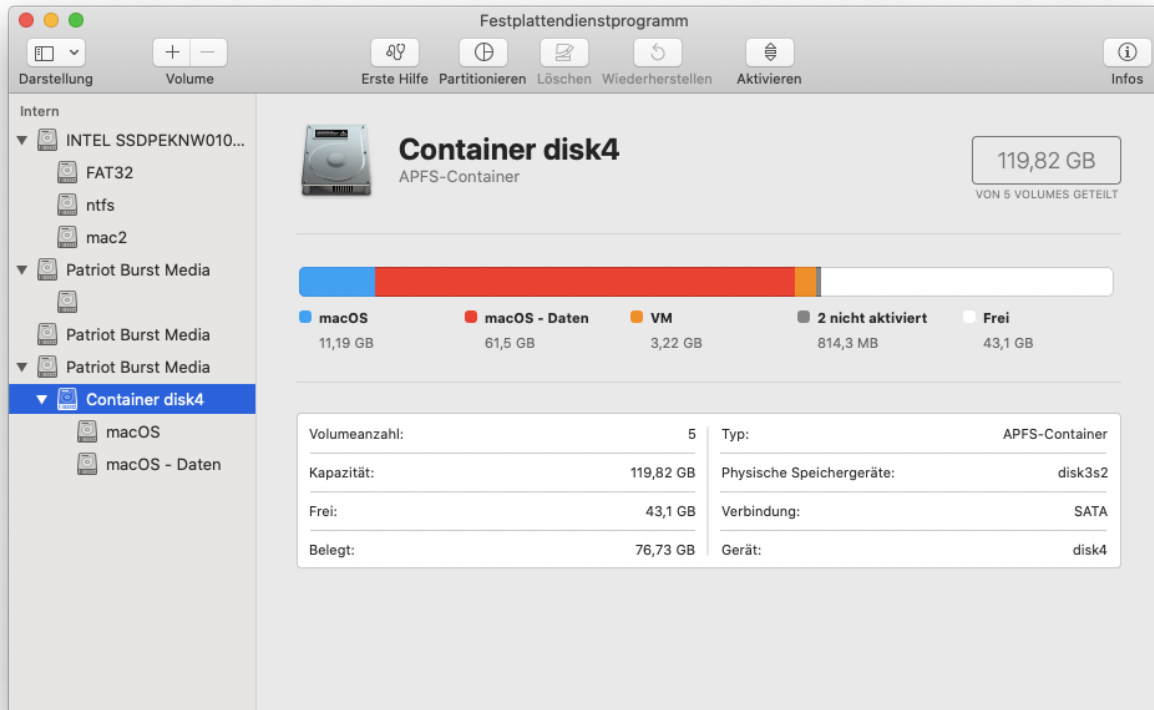 Festplattendienstprogramm
Darstellung
Volume
Erste Hilfe
Partitionieren
Löschen
Wiederherstellen
Aktivieren
Infos
Intern
INTEL SSDPEKNW010...
FAT32
ntfs
mac2
Patriot Burst Media
Patriot Burst Media
Patriot Burst Media
Container disk4
macOS
macOS - Daten
Container disk4
APFS-Container
119,82 GB
VON 5 VOLUMES GETEILT
macOS
11,19 GB
macOS - Daten
61,5 GB
VM
3,22 GB
2 nicht aktiviert
814,3 MB
Frei
43,1 GB
Volumeanzahl: 5
Kapazität: 119,82 GB
Frei: 43,1 GB
Belegt: 76,73 GB
Typ: APFS-Container
Physische Speichergeräte: disk3s2
Verbindung: SATA
Gerät: disk4